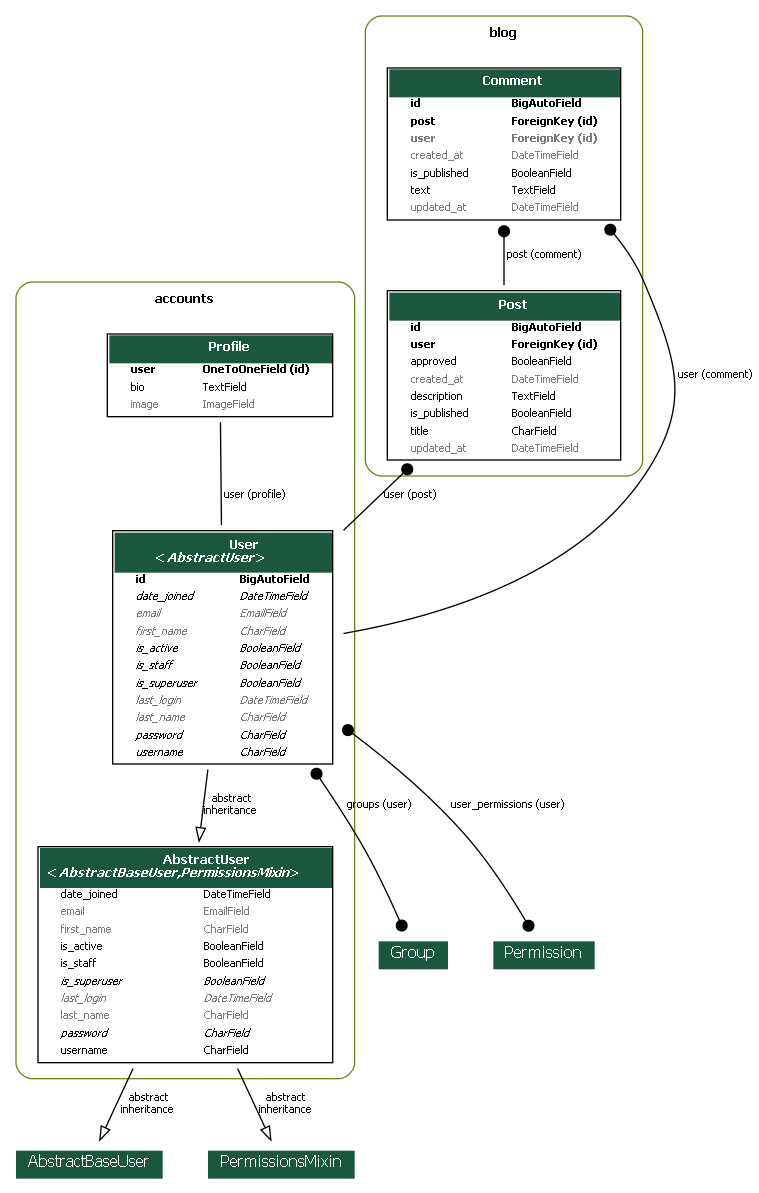 blog
Comment
id BigAutoField
post ForeignKey (id)
user ForeignKey (id)
created_at DateTimeField
is_published BooleanField
text TextField
updated_at DateTimeField
post (comment)
Post
id BigAutoField
user ForeignKey (id)
approved BooleanField
created_at DateTimeField
description TextField
is_published BooleanField
title CharField
updated_at DateTimeField
user (comment)
accounts
Profile
user OneToOneField (id)
bio TextField
image ImageField
user (profile)
user (post)
User
<AbstractUser>
id BigAutoField
date_joined DateTimeField
email EmailField
first_name CharField
is_active BooleanField
is_staff BooleanField
is_superuser BooleanField
last_login DateTimeField
last_name CharField
password CharField
username CharField
abstract
inheritance
groups (user)
user_permissions (user)
AbstractUser
<AbstractBaseUser,PermissionsMixin>
date_joined DateTimeField
email EmailField
first_name CharField
is_active BooleanField
is_staff BooleanField
is_superuser BooleanField
last_login DateTimeField
last_name CharField
password CharField
username CharField
Group
Permission
abstract
inheritance
abstract
inheritance
AbstractBaseUser
PermissionsMixin